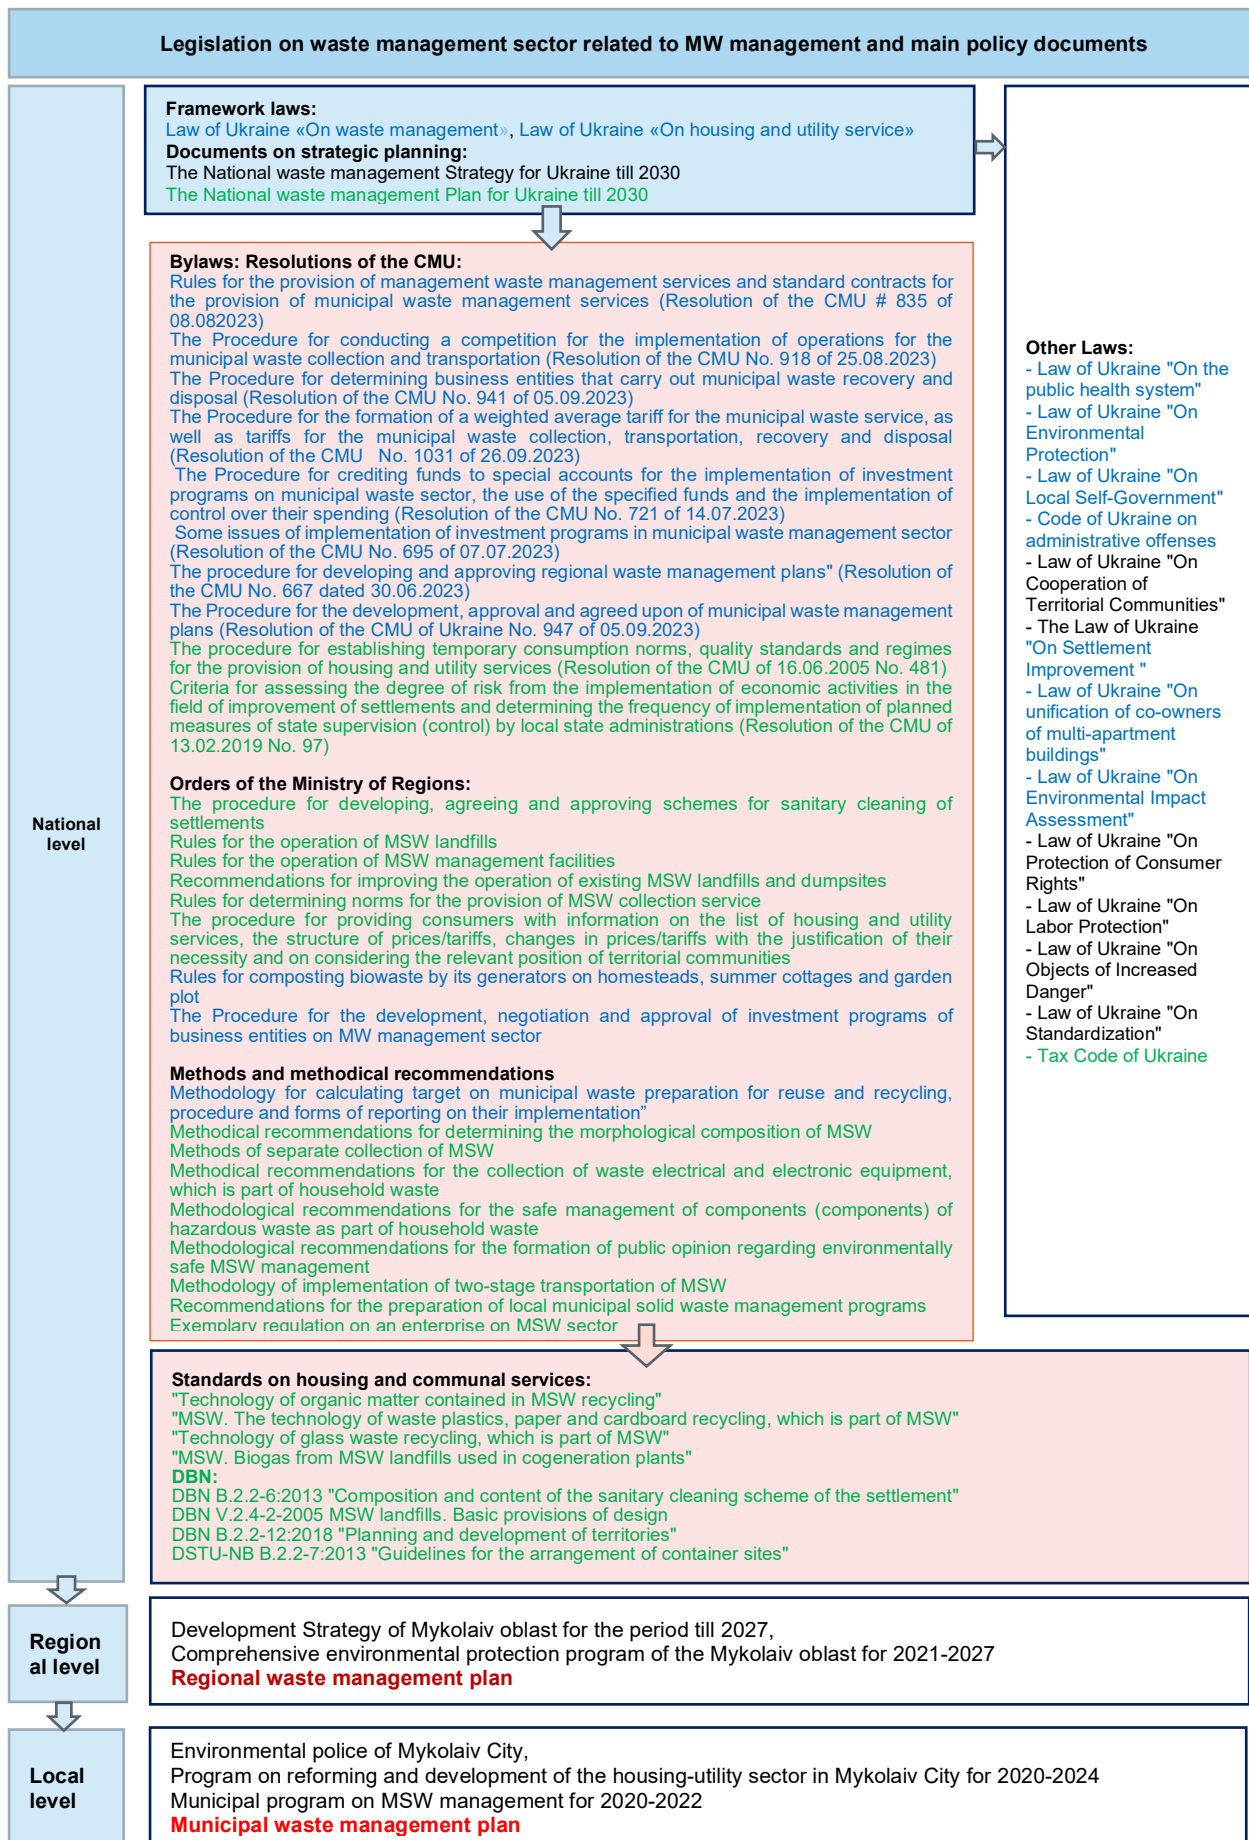 Legislation on waste management sector related to MW management and main policy documents
National
level
Framework laws:
Law of Ukraine «On waste management», Law of Ukraine «On housing and utility service»
Documents on strategic planning:
The National waste management Strategy for Ukraine till 2030
The National waste management Plan for Ukraine till 2030
Bylaws: Resolutions of the CMU:
Rules for the provision of management waste management services and standard contracts for
the provision of municipal waste management services (Resolution of the CMU # 835 of
08.082023)
The Procedure for conducting a competition for the implementation of operations for the
municipal waste collection and transportation (Resolution of the CMU No. 918 of 25.08.2023)
The Procedure for determining business entities that carry out municipal waste recovery and
disposal (Resolution of the CMU No. 941 of 05.09.2023)
The Procedure for the formation of a weighted average tariff for the municipal waste service, as
well as tariffs for the municipal waste collection, transportation, recovery and disposal
(Resolution of the CMU No. 1031 of 26.09.2023)
The Procedure for crediting funds to special accounts for the implementation of investment
programs on municipal waste sector, the use of the specified funds and the implementation of
control over their spending (Resolution of the CMU No. 721 of 14.07.2023)
Some issues of implementation of investment programs in municipal waste management sector
(Resolution of the CMU No. 695 of 07.07.2023)
The procedure for developing and approving regional waste management plans" (Resolution of
the CMU No. 667 dated 30.06.2023)
The Procedure for the development, approval and agreed upon of municipal waste management
plans (Resolution of the CMU of Ukraine No. 947 of 05.09.2023)
The procedure for establishing temporary consumption norms, quality standards and regimes
for the provision of housing and utility services (Resolution of the CMU of 16.06.2005 No. 481)
Criteria for assessing the degree of risk from the implementation of economic activities in the
field of improvement of settlements and determining the frequency of implementation of planned
measures of state supervision (control) by local state administrations (Resolution of the CMU of
13.02.2019 No. 97)
Orders of the Ministry of Regions:
The procedure for developing, agreeing and approving schemes for sanitary cleaning of
settlements
Rules for the operation of MSW landfills
Rules for the operation of MSW management facilities
Recommendations for improving the operation of existing MSW landfills and dumpsites
Rules for determining norms for the provision of MSW collection service
The procedure for providing consumers with information on the list of housing and utility
services, the structure of prices/tariffs, changes in prices/tariffs with the justification of their
necessity and on considering the relevant position of territorial communities
Rules for composting biowaste by its generators on homesteads, summer cottages and garden
plot
The Procedure for the development, negotiation and approval of investment programs of
business entities on MW management sector
Methods and methodical recommendations
Methodology for calculating target on municipal waste preparation for reuse and recycling,
procedure and forms of reporting on their implementation”
Methodical recommendations for determining the morphological composition of MSW
Methods of separate collection of MSW
Methodical recommendations for the collection of waste electrical and electronic equipment,
which is part of household waste
Methodological recommendations for the safe management of components (components) of
hazardous waste as part of household waste
Methodological recommendations for the formation of public opinion regarding environmentally
safe MSW management
Methodology of implementation of two-stage transportation of MSW
Recommendations for the preparation of local municipal solid waste management programs
Exemplary regulation on an enterprise on MSW sector
Other Laws:
- Law of Ukraine "On the
public health system"
- Law of Ukraine "On
Environmental
Protection"
- Law of Ukraine "On
Local Self-Government"
- Code of Ukraine on
administrative offenses
- Law of Ukraine "On
Cooperation of
Territorial Communities"
- The Law of Ukraine
"On Settlement
Improvement "
- Law of Ukraine "On
unification of co-owners
of multi-apartment
buildings"
- Law of Ukraine "On
Environmental Impact
Assessment"
- Law of Ukraine "On
Protection of Consumer
Rights"
- Law of Ukraine "On
Labor Protection"
- Law of Ukraine "On
Objects of Increased
Danger"
- Law of Ukraine "On
Standardization"
- Tax Code of Ukraine
Standards on housing and communal services:
"Technology of organic matter contained in MSW recycling"
"MSW. The technology of waste plastics, paper and cardboard recycling, which is part of MSW"
"Technology of glass waste recycling, which is part of MSW"
"MSW. Biogas from MSW landfills used in cogeneration plants"
DBN:
DBN B.2.2-6:2013 "Composition and content of the sanitary cleaning scheme of the settlement"
DBN V.2.4-2-2005 MSW landfills. Basic provisions of design
DBN B.2.2-12:2018 "Planning and development of territories"
DSTU-NB B.2.2-7:2013 "Guidelines for the arrangement of container sites"
Region
al level
Development Strategy of Mykolaiv oblast for the period till 2027,
Comprehensive environmental protection program of the Mykolaiv oblast for 2021-2027
Regional waste management plan
Local
level
Environmental police of Mykolaiv City,
Program on reforming and development of the housing-utility sector in Mykolaiv City for 2020-2024
Municipal program on MSW management for 2020-2022
Municipal waste management plan